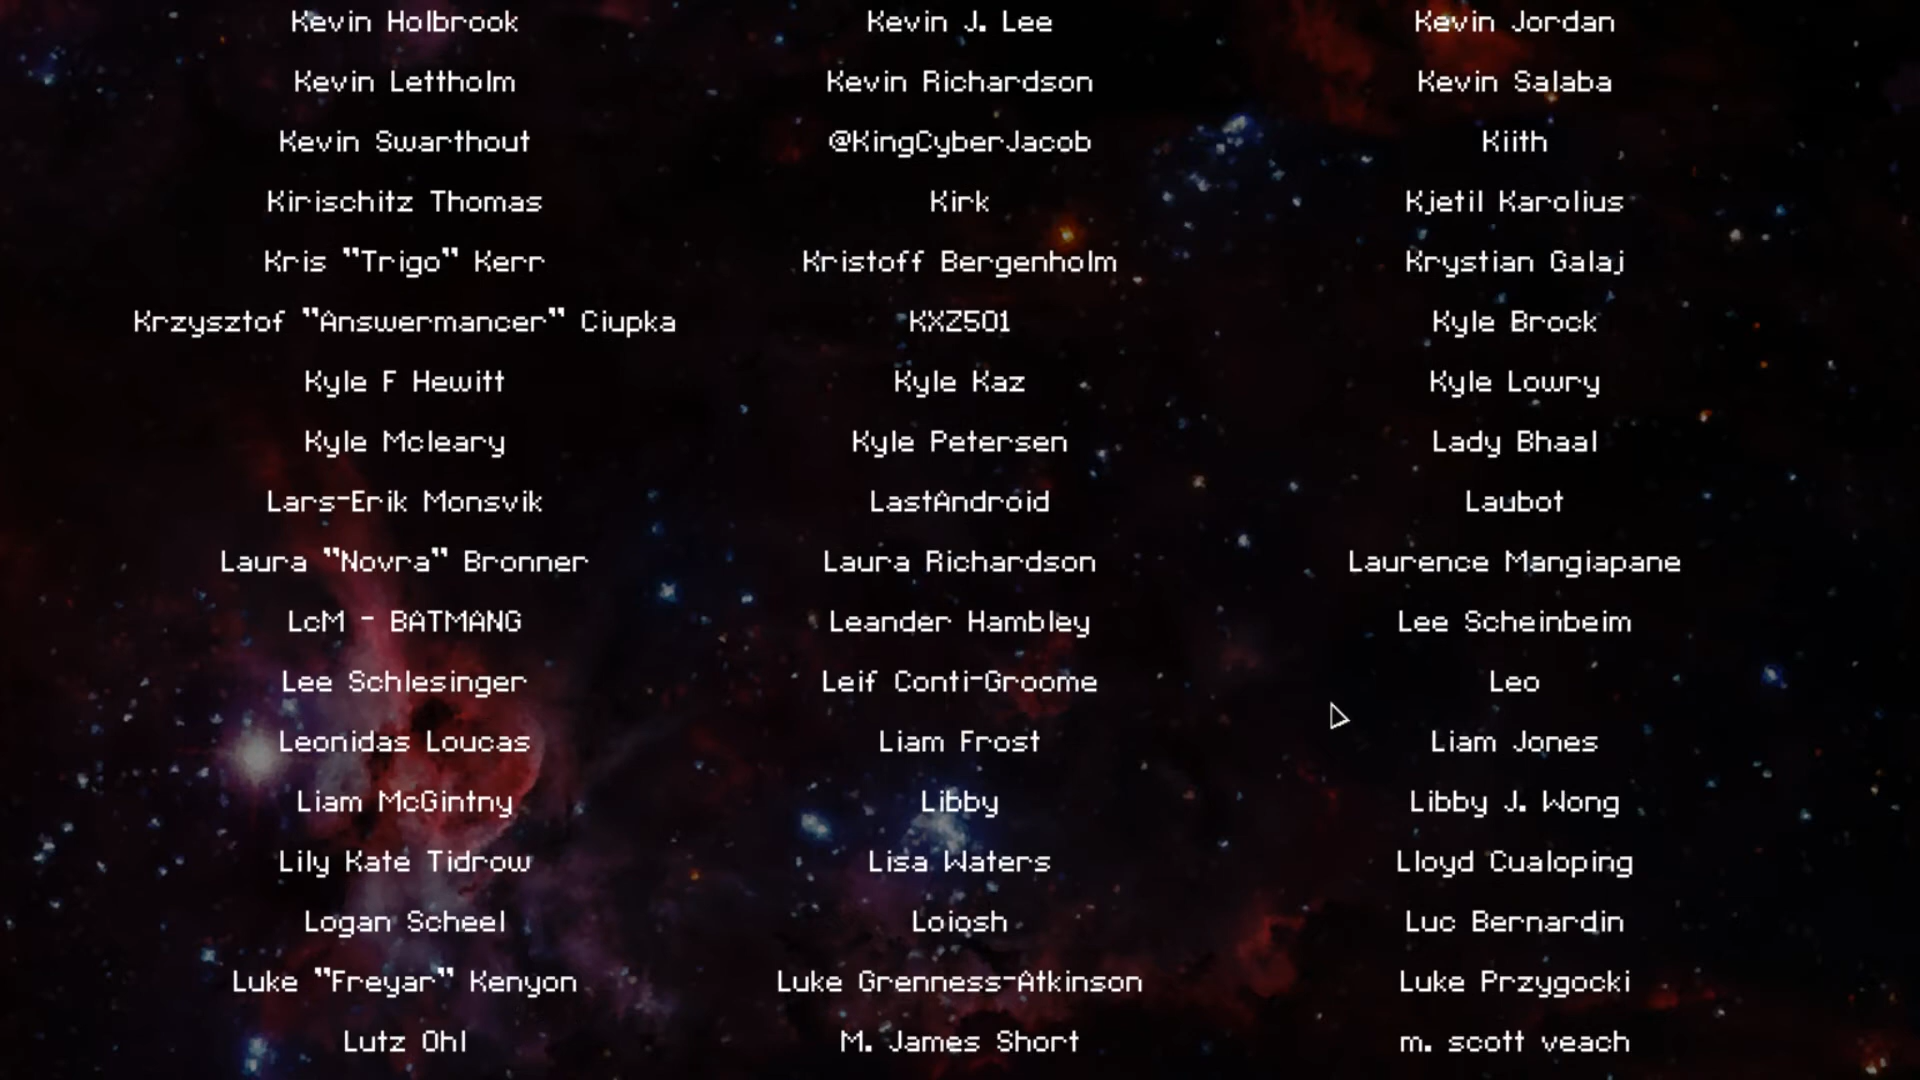 Kevin Holbrook Kevin J. Lee Kevin Jordan
Kevin Lettholm Kevin Richardson Kevin Salaba
Kevin Swarthout @KingCyberJacob Kiith
Kirischitz Thomas Kirk Kjetil Karolius
Kris "Trigo" Kerr Kristoff Bergenholm Krystian Galaj
Krzysztof "Answermancer" Ciupka KXZ501 Kyle Brock
Kyle F Hewitt Kyle Kaz Kyle Lowry
Kyle Mcleary Kyle Petersen Lady Bhaal
Lars-Erik Monsvik LastAndroid Laubot
Laura "Novra" Bronner Laura Richardson Laurence Mangiapane
LcM - BATMANG Leander Hambley Lee Scheinbeim
Lee Schlesinger Leif Conti-Groome Leo
Leonidas Loucas Liam Frost Liam Jones
Liam McGintny Libby Libby J. Wong
Lily Kate Tidrow Lisa Waters Lloyd Cualoping
Logan Scheel Loiosh Luc Bernardin
Luke "Freyar" Kenyon Luke Grenness-Atkinson Luke Przygocki
Lutz Ohl M. James Short m. scott veach